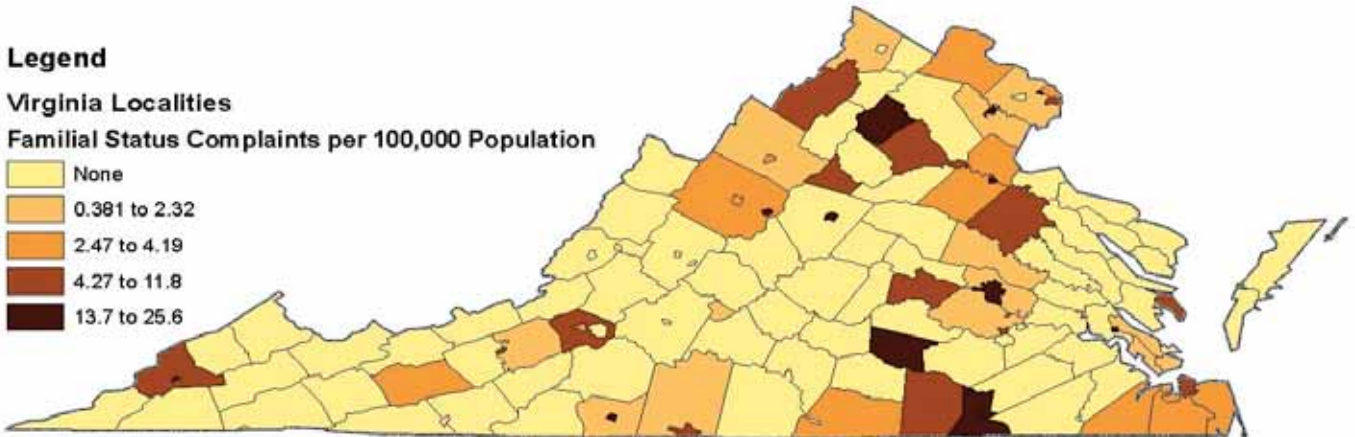 Legend
Virginia Localities
Familial Status Complaints per 100,000 Population
None
0.381 to 2.32
2.47 to 4.19
4.27 to 11.8
13.7 to 25.6